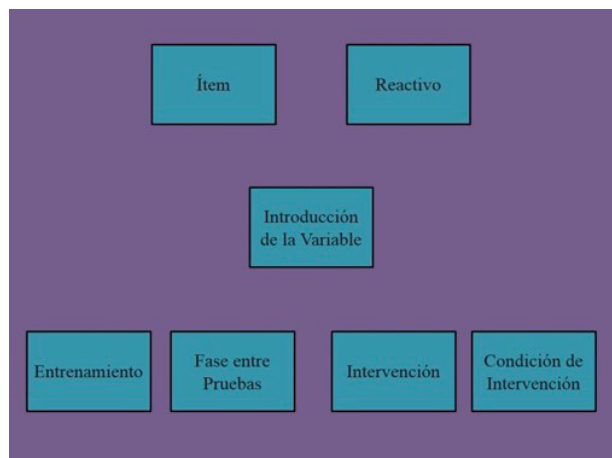 Ítem
Reactivo
Introducción
de la Variable
Entrenamiento
Fase entre
Pruebas
Intervención
Condición de
Intervención